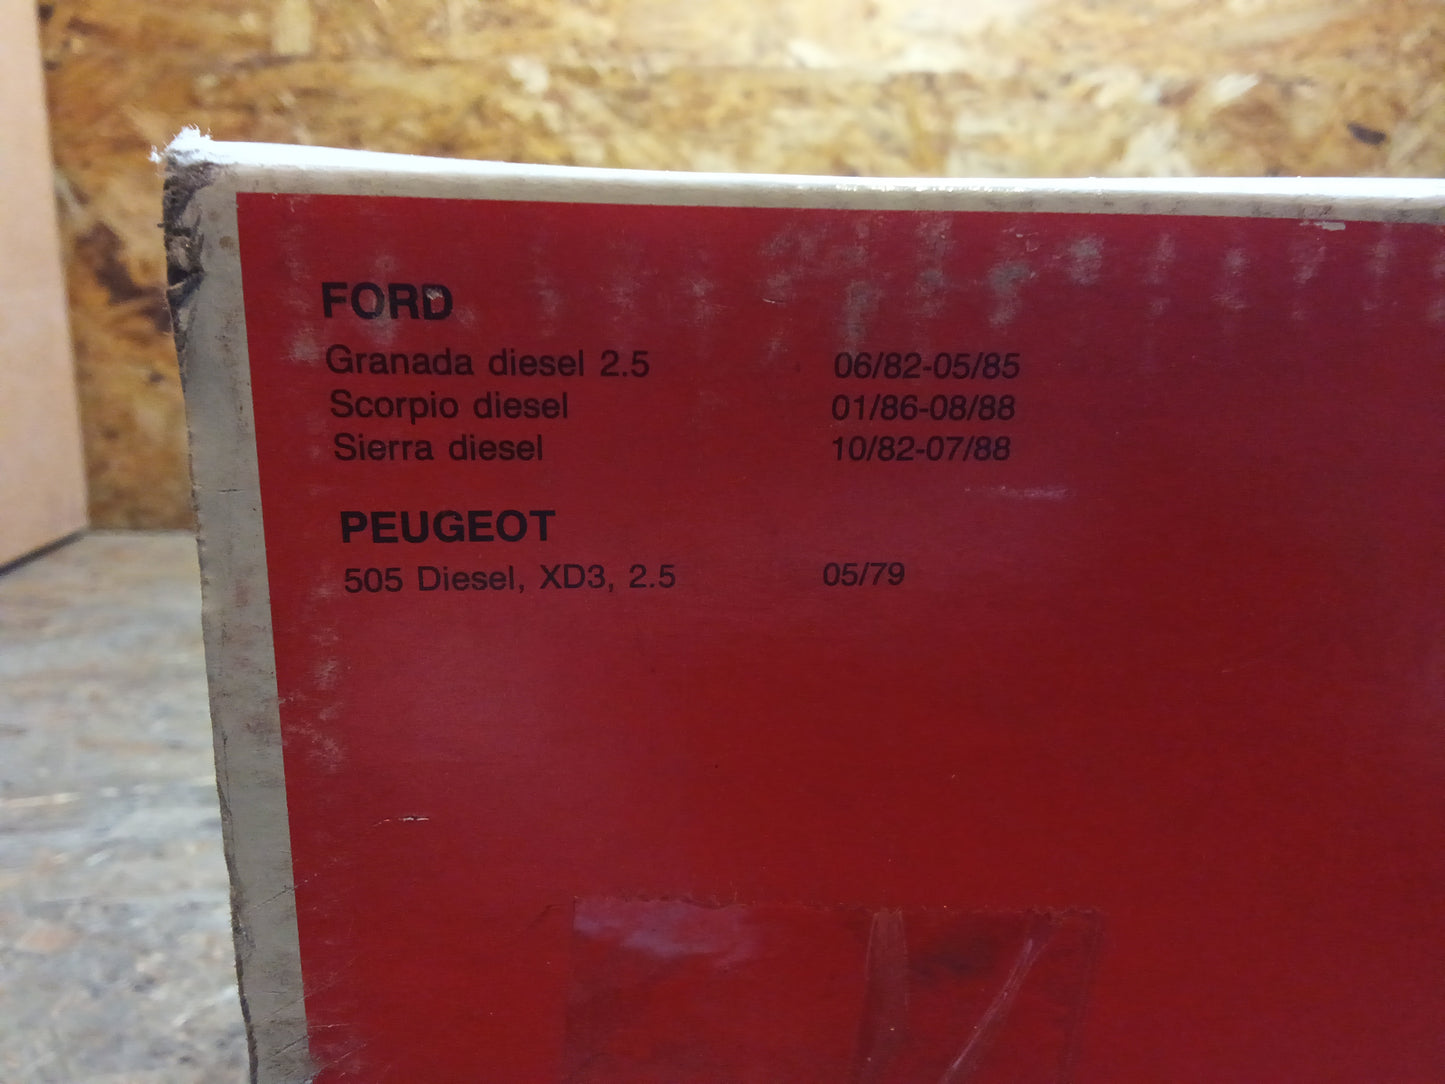 FORD
Granada diesel 2.5 06/82-05/85
Scorpio diesel 01/86-08/88
Sierra diesel 10/82-07/88
PEUGEOT
505 Diesel, XD3, 2.5 05/79